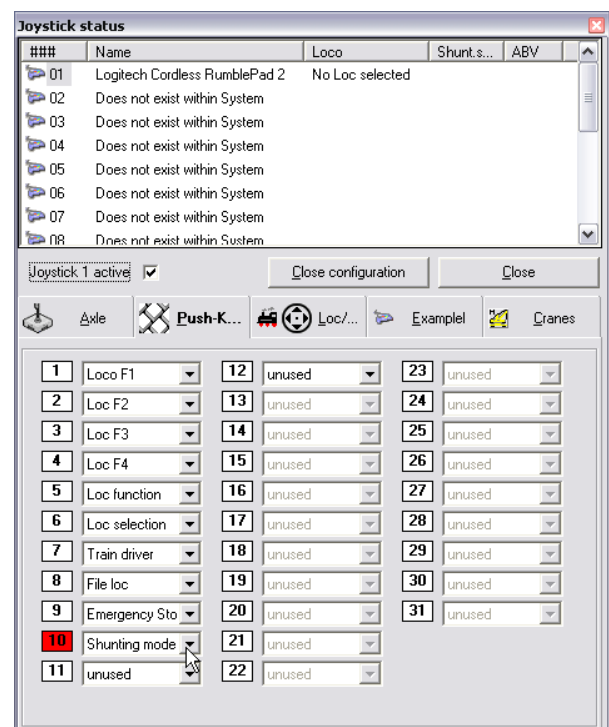 Joystick status
### Name Loco Shunt.s... ABV
01 Logitech Cordless RumblePad 2 No Loc selected
02 Does not exist within System
03 Does not exist within System
04 Does not exist within System
05 Does not exist within System
06 Does not exist within System
07 Does not exist within System
08 Does not exist within System
Joystick 1 active Close configuration Close
Axle Push-K... Loc/... Examplel Cranes
1 Loco F1 12 unused 23 unused
2 Loc F2 13 unused 24 unused
3 Loc F3 14 unused 25 unused
4 Loc F4 15 unused 26 unused
5 Loc function 16 unused 27 unused
6 Loc selection 17 unused 28 unused
7 Train driver 18 unused 29 unused
8 File loc 19 unused 30 unused
9 Emergency Sto 20 unused 31 unused
10 Shunting mode 21 unused
11 unused 22 unused